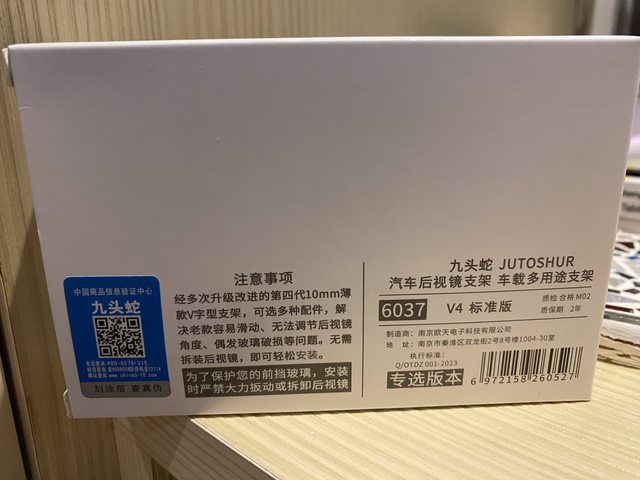 中国商品信息验证中心
九头蛇
电话查询 400-6276-315
刮涂层 查真伪
注意事项
经多次升级改进的第四代10mm薄
款V字型支架，可选多种配件，解
决老款容易滑动、无法调节后视镜
角度、偶发玻璃破损等问题。无需
拆装后视镜，即可轻松安装。
为了保护您的前挡玻璃，安装
时严禁大力扳动或拆卸后视镜
九头蛇 JUTOSHUR
汽车后视镜支架 车载多用途支架
6037 V4 标准版
质检 合格 M02
质保期 2年
制造商：南京欧天电子科技有限公司
地址：南京市秦淮区双龙街2号8号楼1004-30室
执行标准：
Q/OTDZ 001-2023
专选版本
6 972158 260527